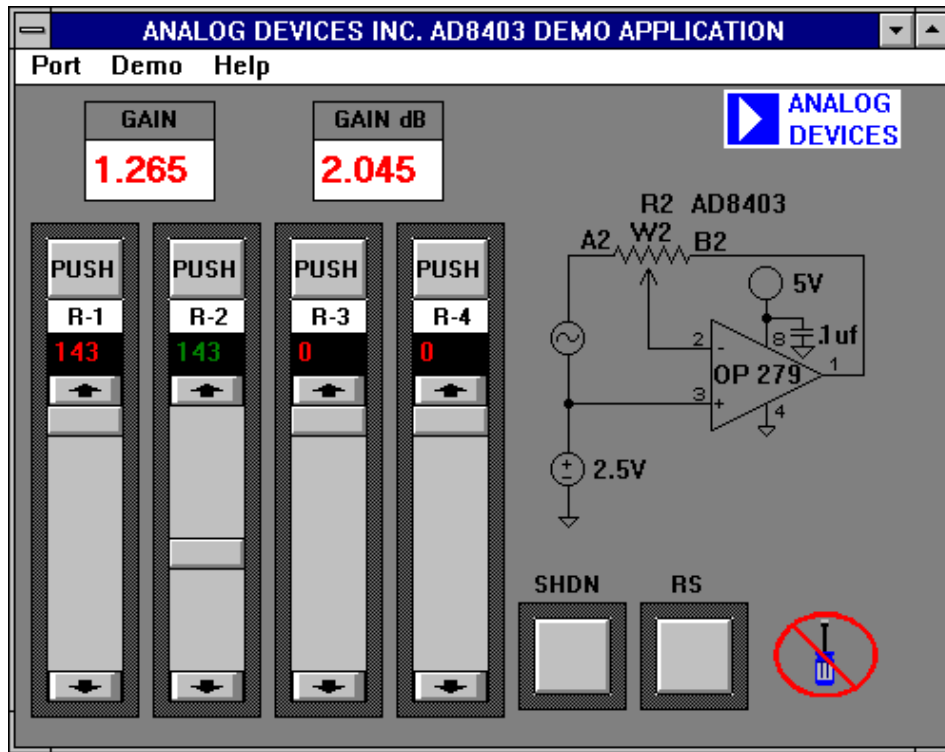 ANALOG DEVICES INC. AD8403 DEMO APPLICATION
Port Demo Help
GAIN
1.265
GAIN dB
2.045
ANALOG
DEVICES
PUSH PUSH PUSH PUSH
R-1 R-2 R-3 R-4
143 143 0 0
R2 AD8403
A2 W2 B2
5V
8 .1 uf
2 -
OP 279 1
3 +
4
± 2.5V
SHDN RS